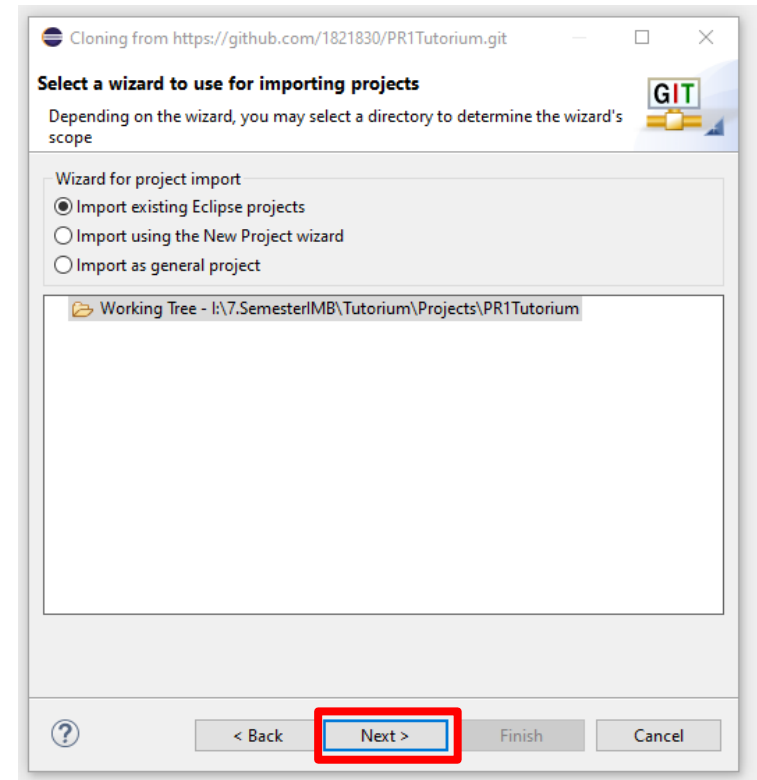 Cloning from https://github.com/1821830/PR1Tutorium.git
Select a wizard to use for importing projects
Depending on the wizard, you may select a directory to determine the wizard's
scope
GIT
Wizard for project import
Import existing Eclipse projects
Import using the New Project wizard
Import as general project
Working Tree - I:\7.SemesterIMB\Tutorium\Projects\PR1Tutorium
?
< Back
Next >
Finish
Cancel